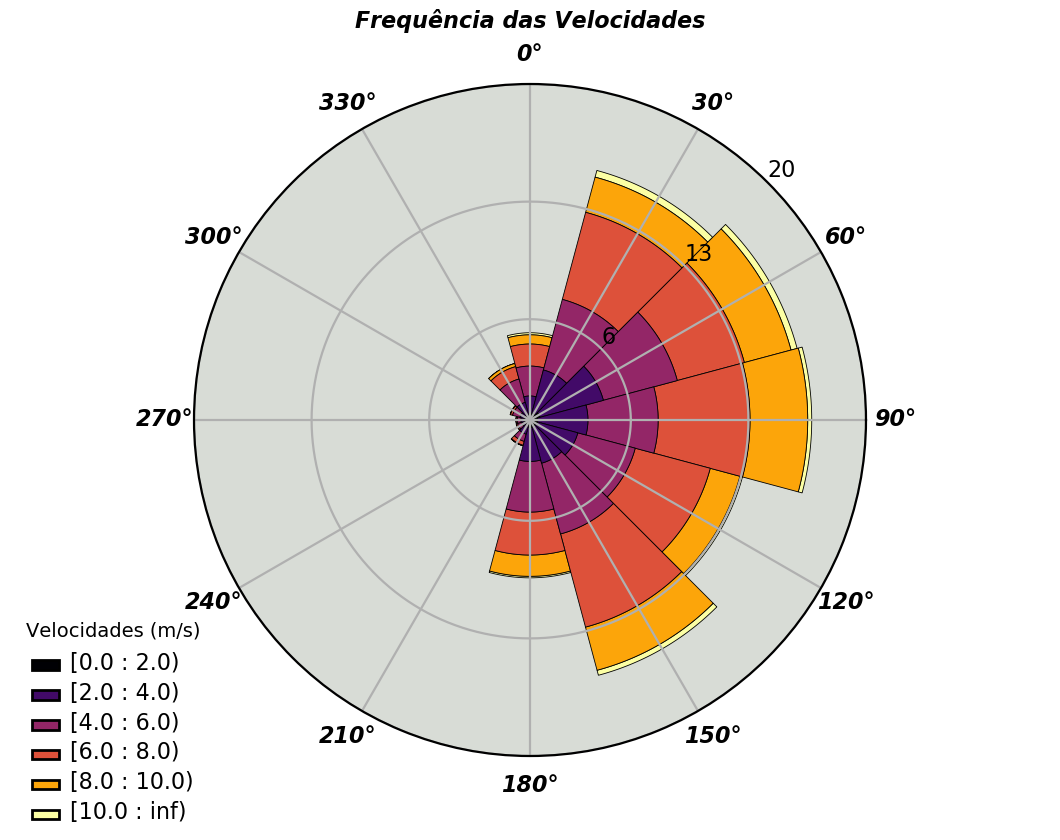 Frequência das Velocidades
0°
330°
30°
20
300°
60°
13
6
270°
90°
240°
120°
210°
150°
180°
Velocidades (m/s)
[0.0 : 2.0)
[2.0 : 4.0)
[4.0 : 6.0)
[6.0 : 8.0)
[8.0 : 10.0)
[10.0 : inf)